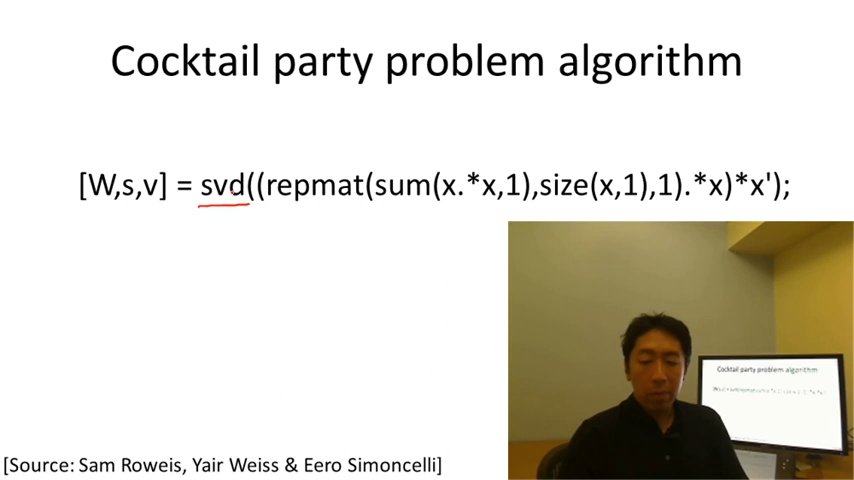 Cocktail party problem algorithm
[W,s,v] = svd((repmat(sum(x.*x,1),size(x,1),1).*x)*x');
Cocktail party problem algorithm
[Source: Sam Roweis, Yair Weiss & Eero Simoncelli]